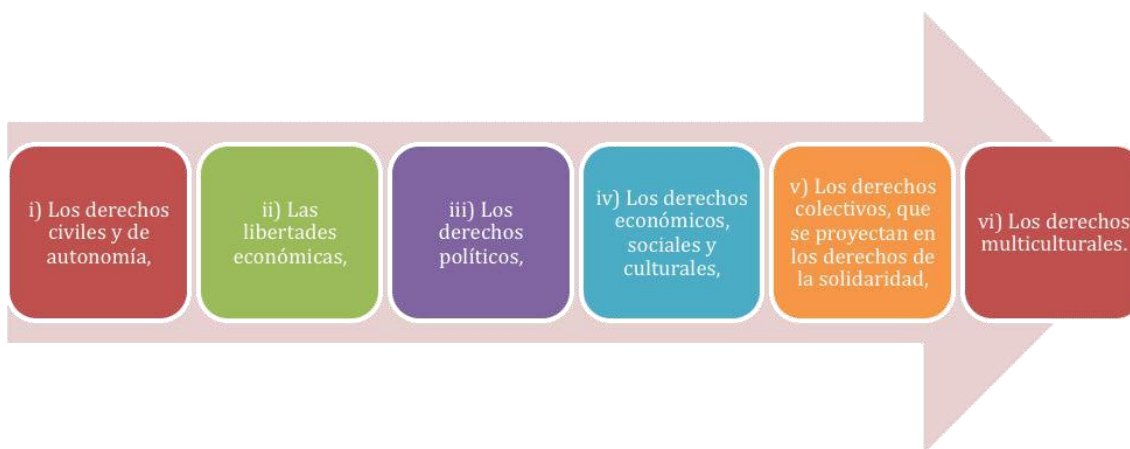 i) Los derechos
civiles y de
autonomía,
ii) Las
libertades
económicas,
iii) Los
derechos
políticos,
iv) Los derechos
económicos,
sociales y
culturales,
v) Los derechos
colectivos, que
se proyectan en
los derechos de
la solidaridad,
vi) Los derechos
multiculturales.